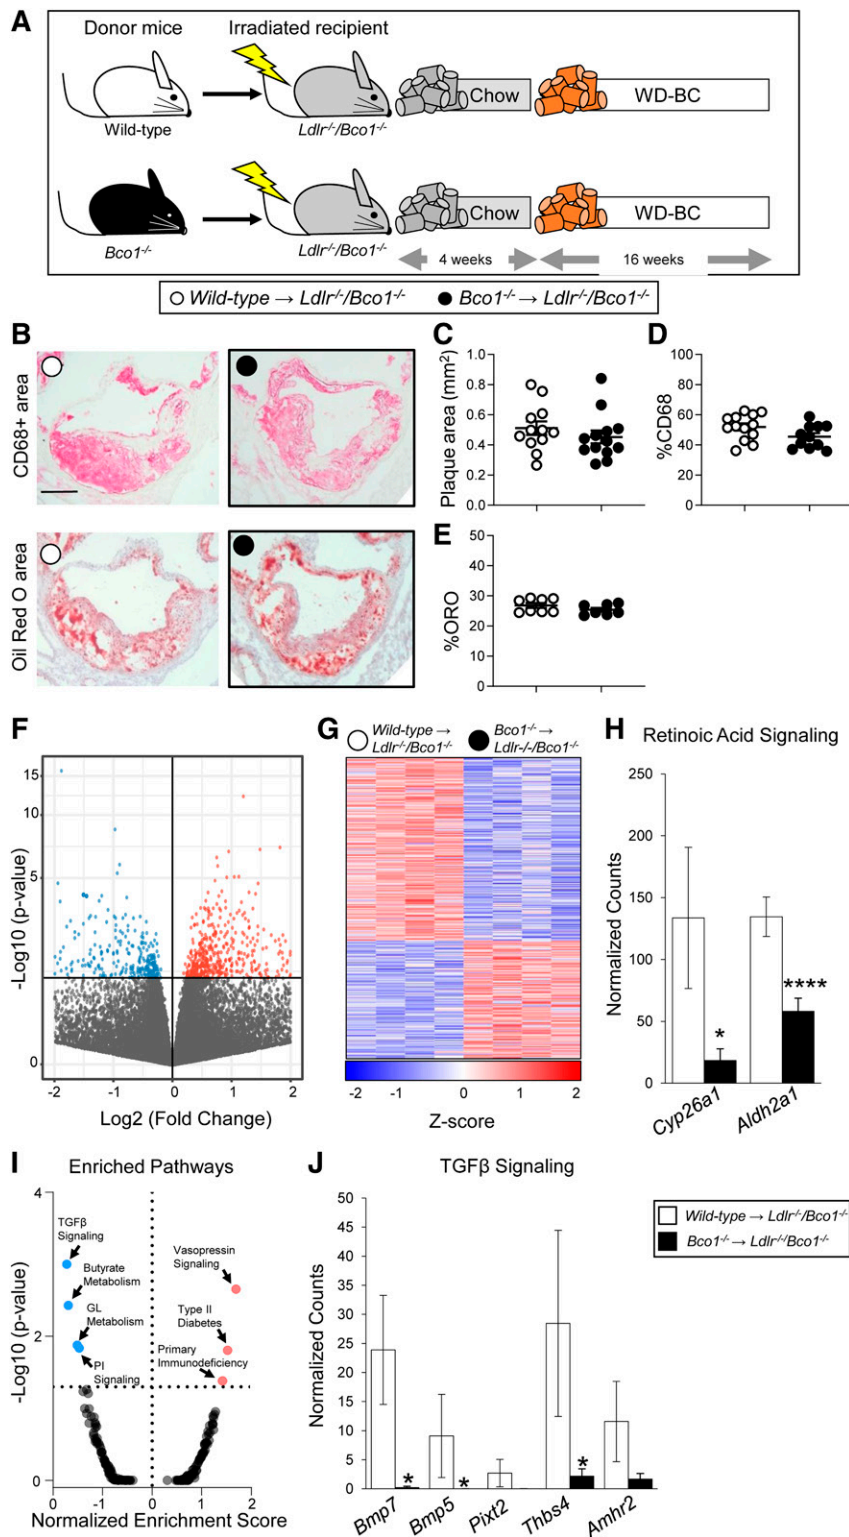 A
Donor mice
Irradiated recipient
Wild-type
Ldlr-/-/Bco1-/-
Chow
WD-BC
Bco1-/-
Ldlr-/-/Bco1-/-
Chow
WD-BC
4 weeks
16 weeks
Wild-type → Ldlr-/-/Bco1-/-
Bco1-/- → Ldlr-/-/Bco1-/-
B
CD68+ area
Oil Red O area
C
Plaque area (mm²)
1.0
0.8
0.6
0.4
0.2
0.0
D
%CD68
100
80
60
40
20
0
E
%ORO
50
40
30
20
10
0
F
-Log10 (p-value)
15
10
5
0
-2
-1
0
1
2
Log2 (Fold Change)
G
Wild-type →
Ldlr-/-/Bco1-/-
Bco1-/- →
Ldlr-/-/Bco1-/-
-2
-1
0
1
2
Z-score
H
Retinoic Acid Signaling
Normalized Counts
250
200
150
100
50
0
*
****
Cyp26a1
Aldh2a1
I
Enriched Pathways
-Log10 (p-value)
4
2
0
TGFβ
Signaling
Butyrate
Metabolism
GL
Metabolism
PI
Signaling
Vasopressin
Signaling
Type II
Diabetes
Primary
Immunodeficiency
-2
-1
0
1
2
Normalized Enrichment Score
J
TGFβ Signaling
Normalized Counts
50
45
40
35
30
25
20
15
10
5
0
*
*
*
Bmp7
Bmp5
Pixt2
Thbs4
Amhr2
Wild-type → Ldlr-/-/Bco1-/-
Bco1-/- → Ldlr-/-/Bco1-/-